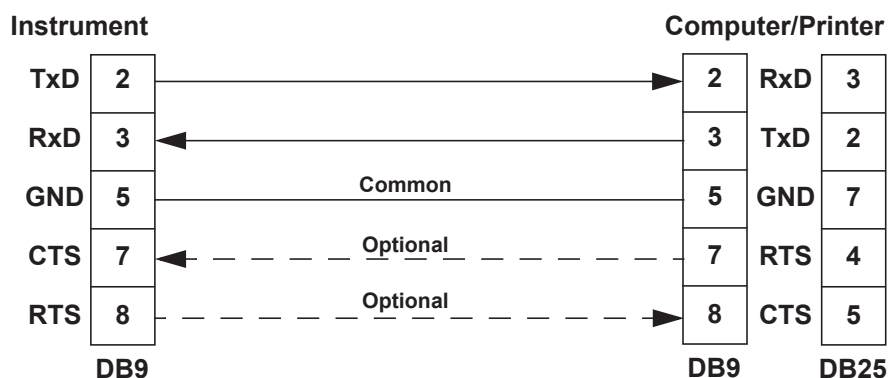 Instrument Computer/Printer
TxD 2 2 RxD 3
RxD 3 3 TxD 2
GND 5 Common 5 GND 7
CTS 7 Optional 7 RTS 4
RTS 8 Optional 8 CTS 5
DB9 DB9 DB25